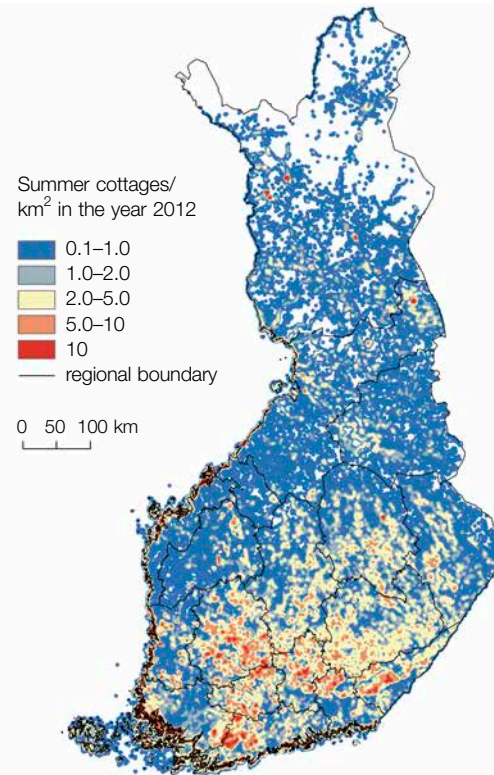 Summer cottages/
km² in the year 2012
0.1–1.0
1.0–2.0
2.0–5.0
5.0–10
10
regional boundary
0 50 100 km